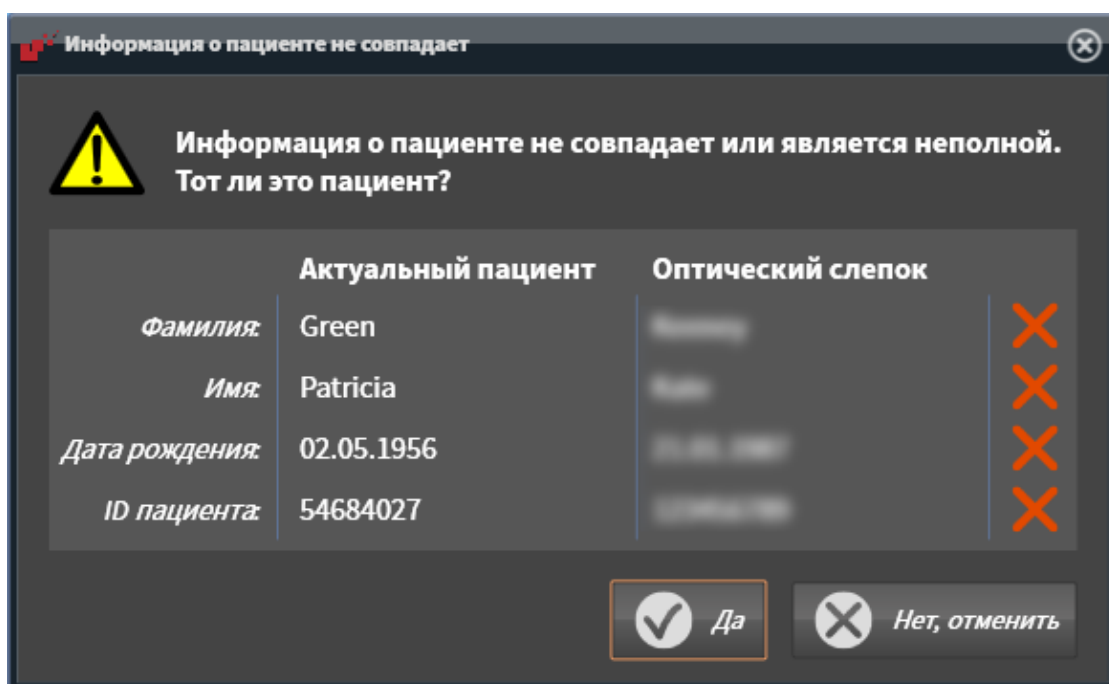 Информация о пациенте не совпадает
Информация о пациенте не совпадает или является неполной.
Тот ли это пациент?
Актуальный пациент Оптический слепок
Фамилия: Green
Имя: Patricia
Дата рождения: 02.05.1956
ID пациента: 54684027
Да Нет, отменить